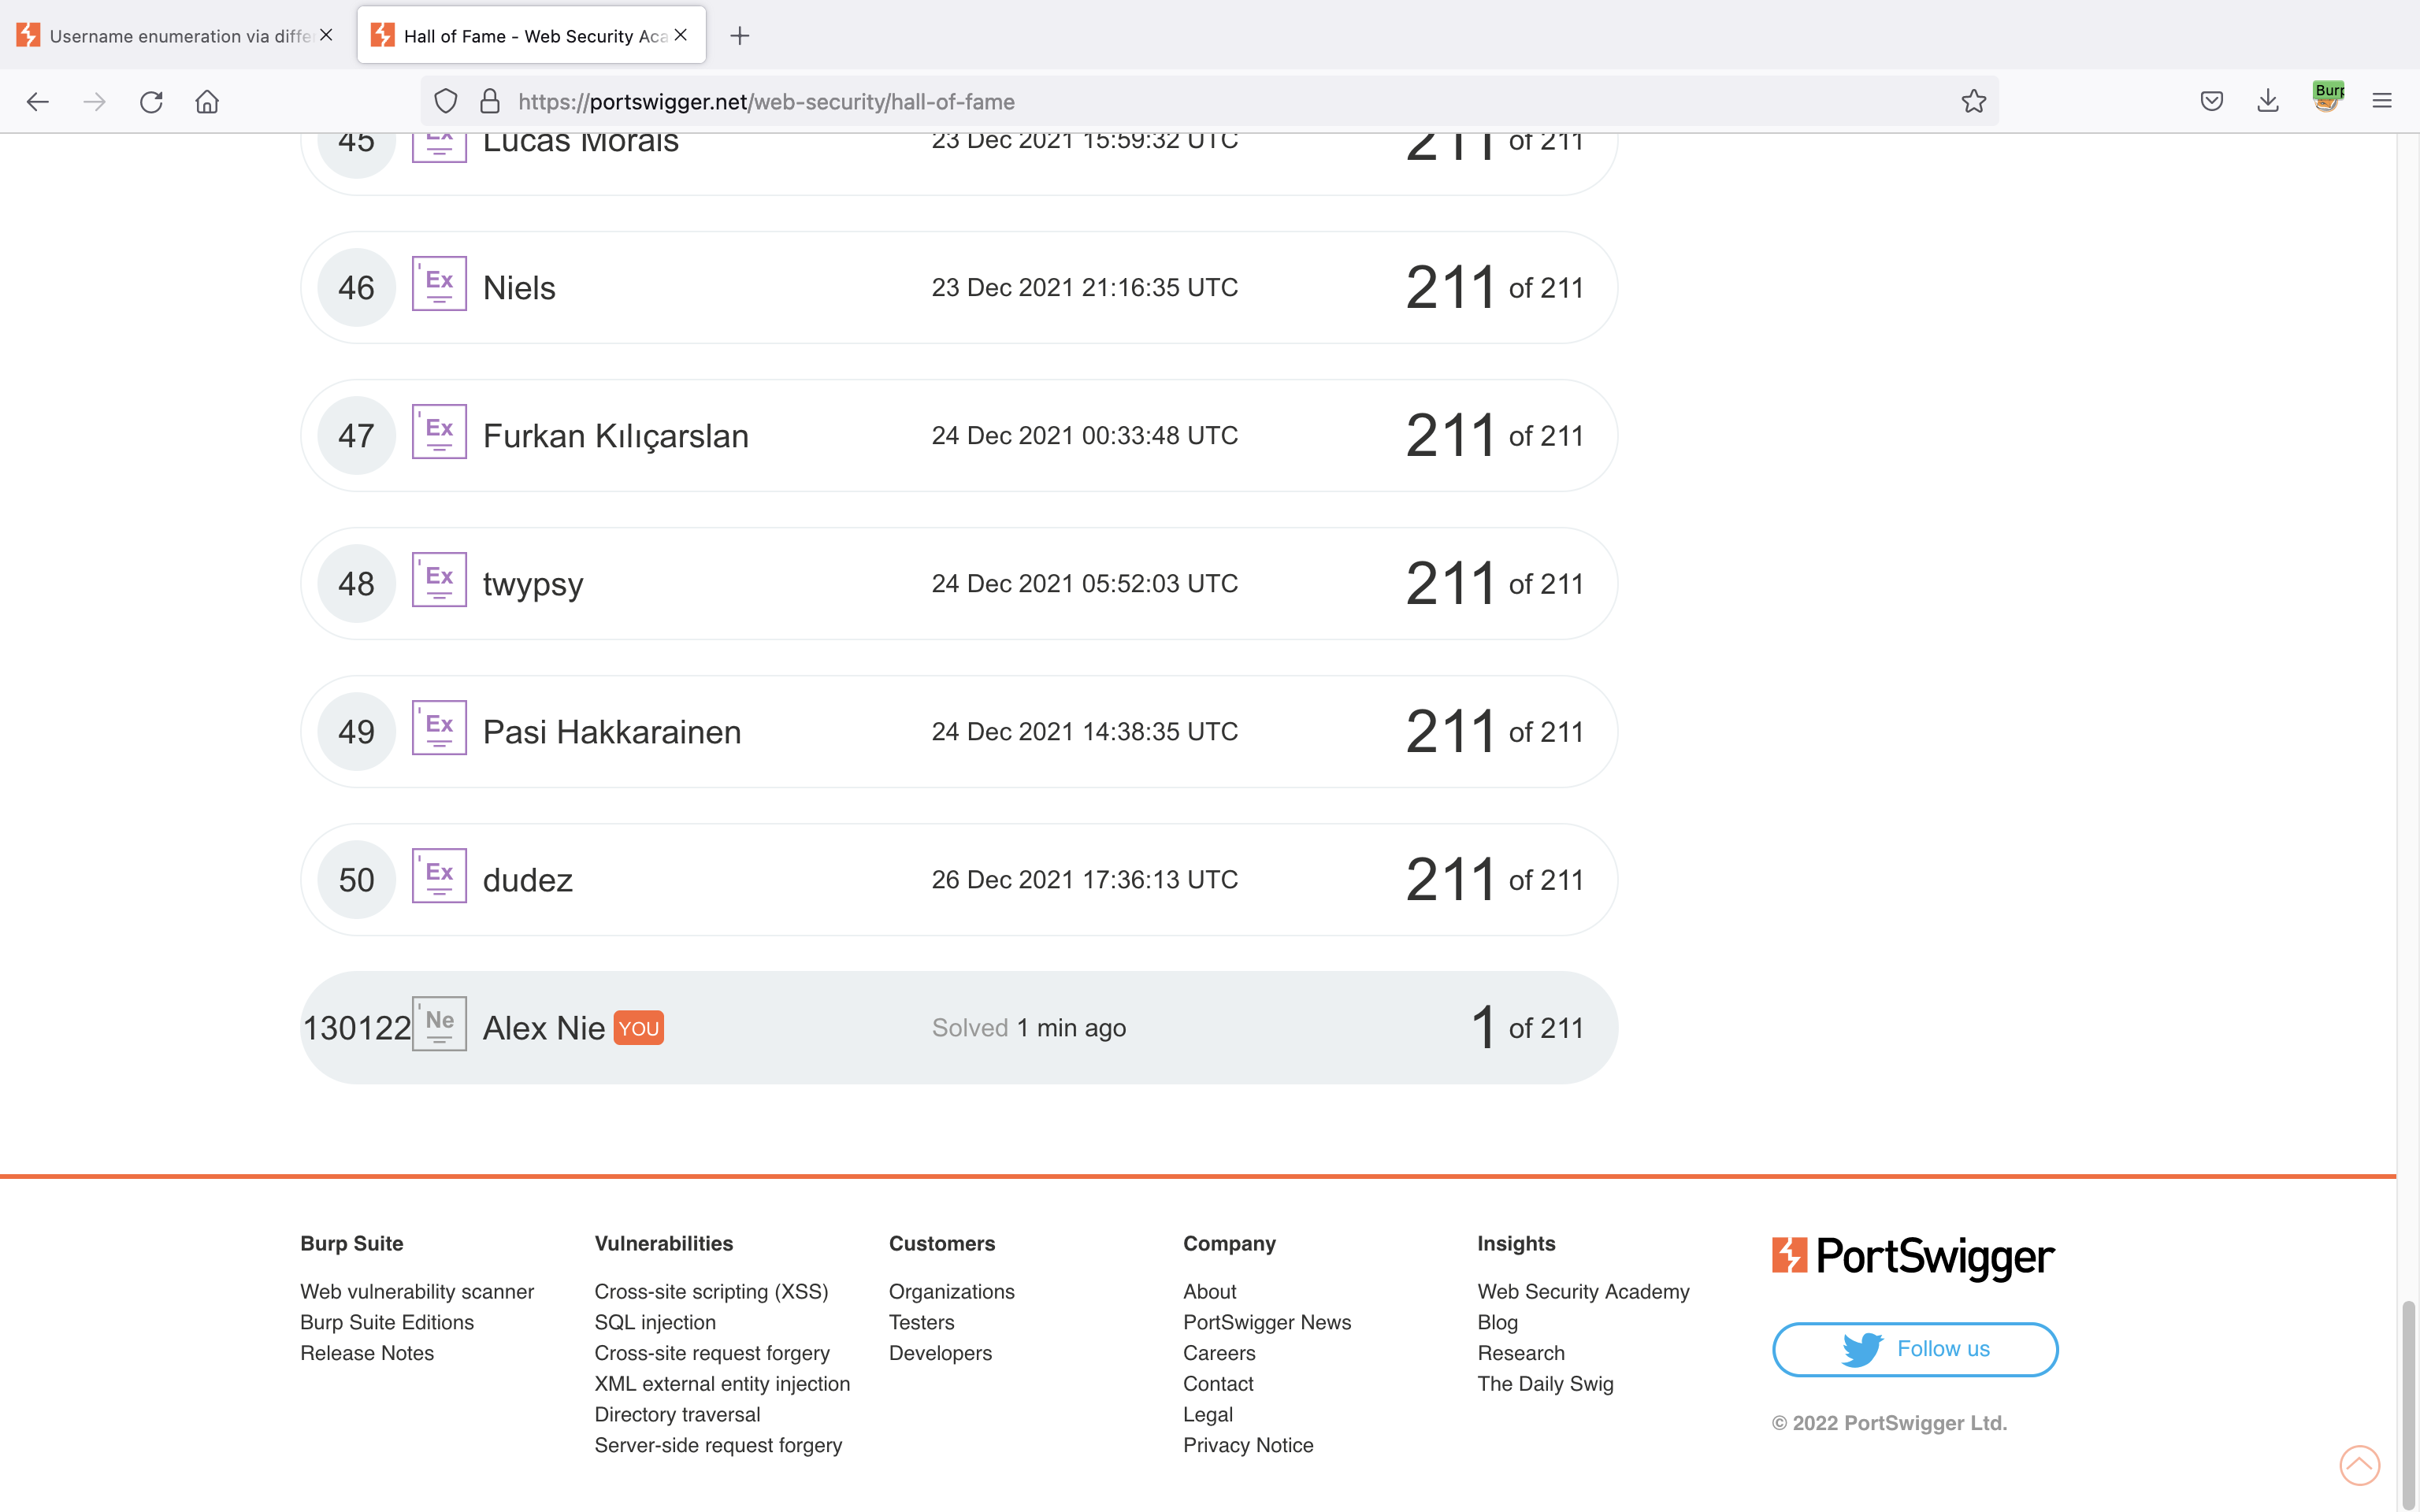 Username enumeration via diffe
Hall of Fame - Web Security Aca
https://portswigger.net/web-security/hall-of-fame
Burp
45 Ex Lucas Morais 23 Dec 2021 15:59:32 UTC 211 of 211
46 Ex Niels 23 Dec 2021 21:16:35 UTC 211 of 211
47 Ex Furkan Kılıçarslan 24 Dec 2021 00:33:48 UTC 211 of 211
48 Ex twypsy 24 Dec 2021 05:52:03 UTC 211 of 211
49 Ex Pasi Hakkarainen 24 Dec 2021 14:38:35 UTC 211 of 211
50 Ex dudez 26 Dec 2021 17:36:13 UTC 211 of 211
130122 Ne Alex Nie YOU Solved 1 min ago 1 of 211
Burp Suite
Web vulnerability scanner
Burp Suite Editions
Release Notes
Vulnerabilities
Cross-site scripting (XSS)
SQL injection
Cross-site request forgery
XML external entity injection
Directory traversal
Server-side request forgery
Customers
Organizations
Testers
Developers
Company
About
PortSwigger News
Careers
Contact
Legal
Privacy Notice
Insights
Web Security Academy
Blog
Research
The Daily Swig
PortSwigger
Follow us
© 2022 PortSwigger Ltd.